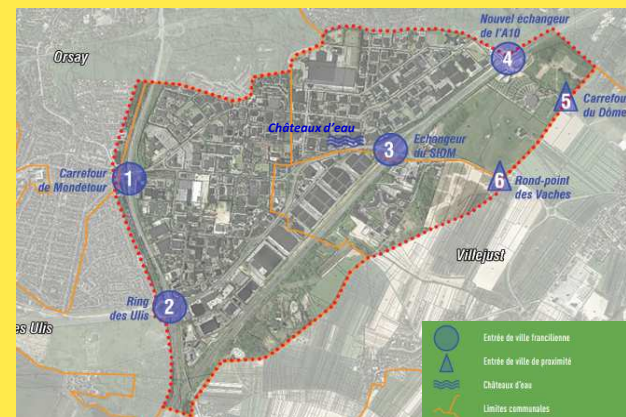 Nouvel échangeur
de l'A10
4
Orsay
5
Carrefour
du Dôme
Châteaux d'eau
3
Echangeur
du SIOM
Carrefour
de Mondétour
1
6
Rond-point
des Vaches
Villejust
Ring
des Ulis
2
es Ulis
Entrée de ville francilienne
Entrée de ville de proximité
Châteaux d'eau
Limites communales